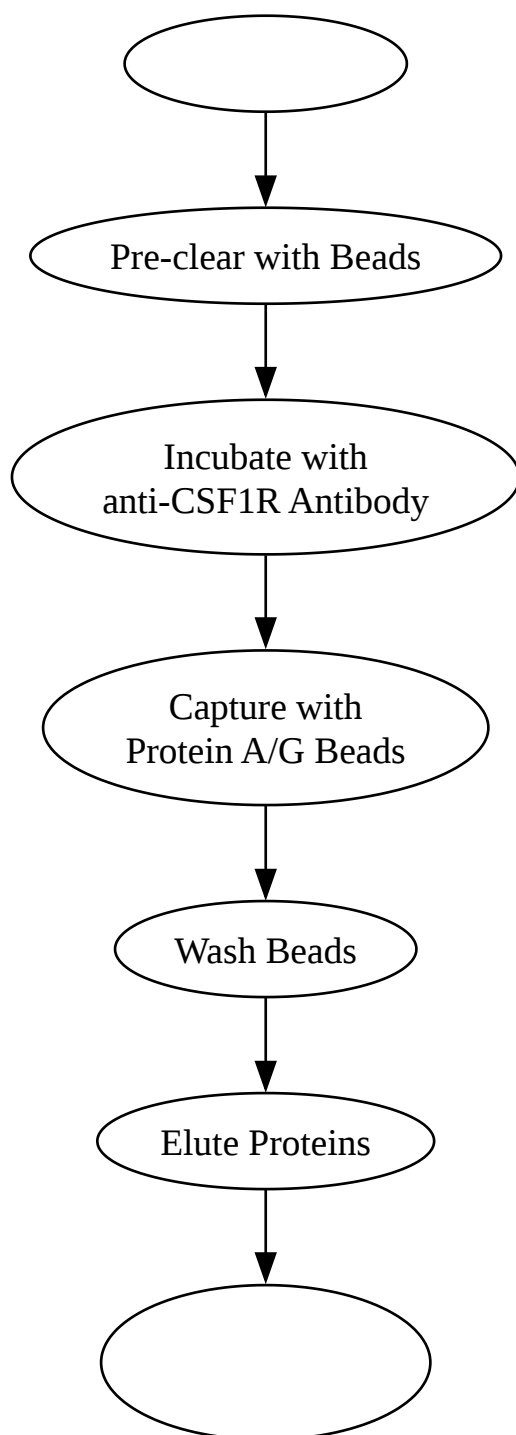 Pre-clear with Beads
Incubate with
anti-CSF1R Antibody
Capture with
Protein A/G Beads
Wash Beads
Elute Proteins